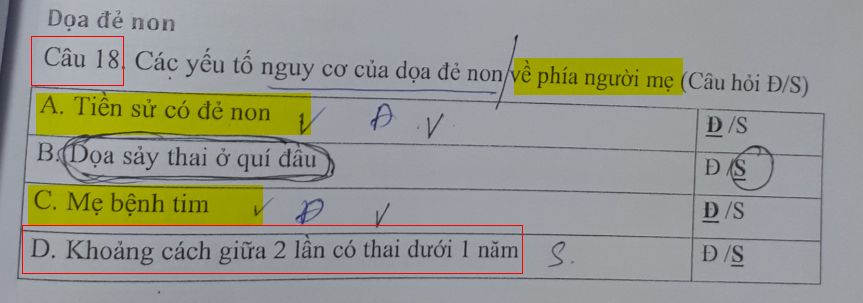 Dọa đẻ non
Câu 18. Các yếu tố nguy cơ của dọa đẻ non/về phía người mẹ (Câu hỏi Đ/S)
A. Tiền sử có đẻ non V Đ V Đ/S
B. Dọa sảy thai ở quí đầu Đ/S
C. Mẹ bệnh tim V Đ V Đ/S
D. Khoảng cách giữa 2 lần có thai dưới 1 năm S. Đ/S